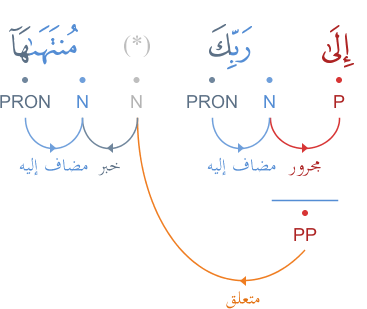 إِلَىٰ رَبِّكَ (*) مُنتَهَىٰهَآ
P N PRON N N PRON
مجرور مضاف إليه خبر مضاف إليه
PP
متعلق